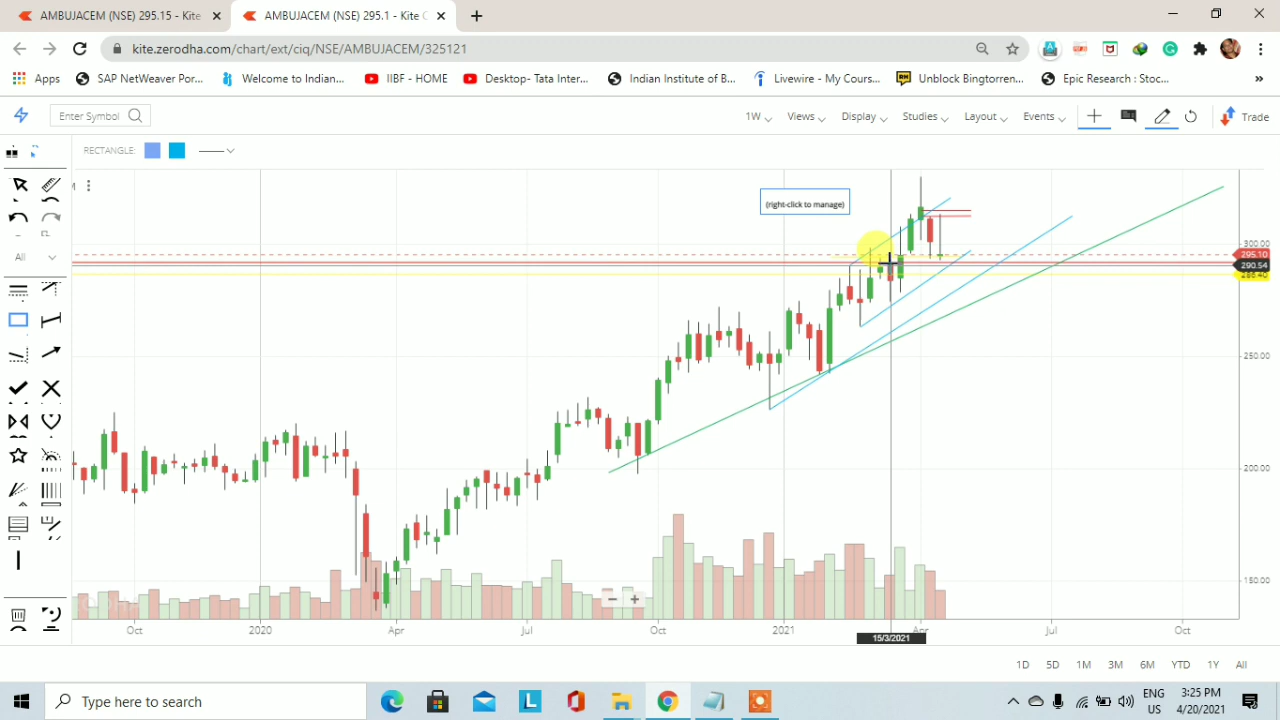 AMBUJACEM (NSE) 295.15 - Kite
AMBUJACEM (NSE) 295.1 - Kite C
kite.zerodha.com/chart/ext/ciq/NSE/AMBUJACEM/325121
Apps
SAP NetWeaver Por...
Welcome to Indian...
IIBF - HOME
Desktop- Tata Inter...
Indian Institute of B...
Livewire - My Cours...
Unblock Bingtorren...
Epic Research : Stoc...
»
Enter Symbol
1W
Views
Display
Studies
Layout
Events
Trade
RECTANGLE:
M
(right-click to manage)
All
300.00
295.10
290.54
286.40
250.00
200.00
150.00
Oct
2020
Apr
Jul
Oct
2021
Apr
Jul
Oct
15/3/2021
1D
5D
1M
3M
6M
YTD
1Y
All
Type here to search
ENG
US
3:25 PM
4/20/2021